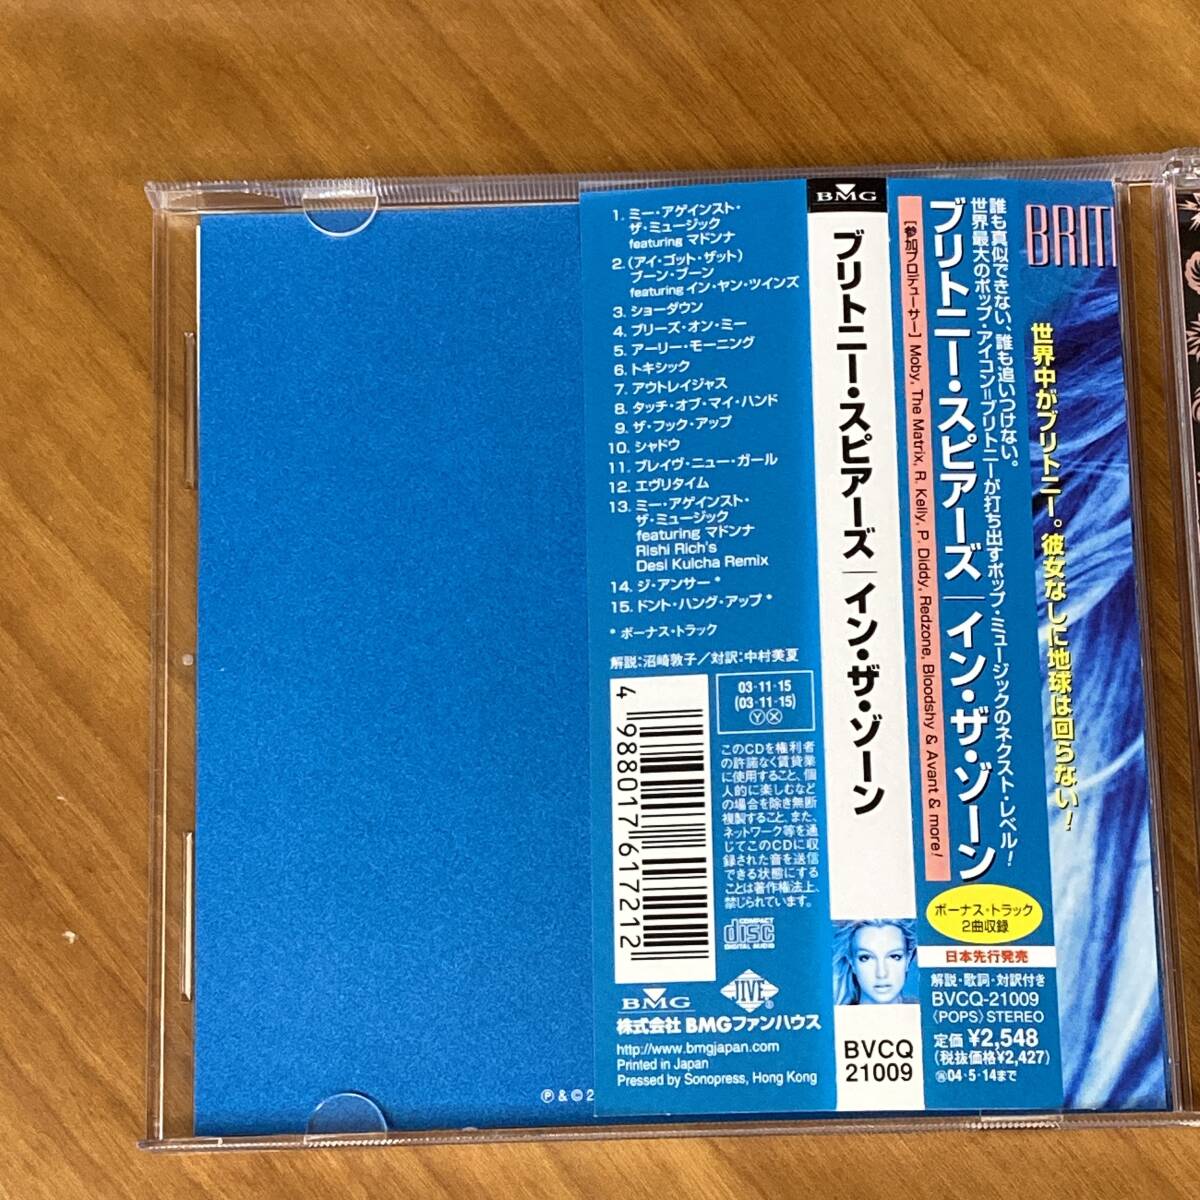 1. ミー・アゲインスト・
ザ・ミュージック
featuring マドンナ
2. (アイ・ゴット・ザット)
ブーン・ブーン
featuring イン・ヤン・ツインズ
3. ショーダウン
4. ブリーズ・オン・ミー
5. アーリー・モーニング
6. トキシック
7. アウトレイジャス
8. タッチ・オブ・マイ・ハンド
9. ザ・フック・アップ
10. シャドウ
11. ブレイヴ・ニュー・ガール
12. エヴリタイム
13. ミー・アゲインスト・
ザ・ミュージック
featuring マドンナ
Rishi Rich's
Desi Kulcha Remix
14. ジ・アンサー *
15. ドント・ハング・アップ *
* ボーナス・トラック
解説:沼崎敦子/対訳:中村美夏
4 988017 617212
03・11・15
(03・11・15)
Ⓨ Ⓧ
このCDを権利者
の許諾なく賃貸業
に使用すること、個
人的に楽しむなど
の場合を除き無断
複製すること、また、
ネットワーク等を通
じてこのCDに収
録された音を送信
できる状態にする
ことは著作権法上、
禁じられています。
COMPACT
disc
DIGITAL AUDIO
BMG
JIVE
株式会社 BMGファンハウス
http://www.bmgjapan.com
Printed in Japan
Pressed by Sonopress, Hong Kong
Ⓟ & © 2
BMG
ブリトニー・スピアーズ/イン・ザ・ゾーン
BVCQ
21009
誰も真似できない、誰も追いつけない。
世界最大のポップ・アイコン=ブリトニーが打ち出すポップ・ミュージックのネクスト・レベル!
ブリトニー・スピアーズ/イン・ザ・ゾーン
[参加プロデューサー] Moby, The Matrix, R. Kelly, P. Diddy, Redzone, Bloodshy & Avant & more!
ボーナス・トラック
2曲収録
日本先行発売
解説・歌詞・対訳付き
BVCQ-21009
〈POPS〉STEREO
定価 ¥2,548
(税抜価格¥2,427)
04・5・14まで
BRIT
世界中がブリトニー。彼女なしに地球は回らない!